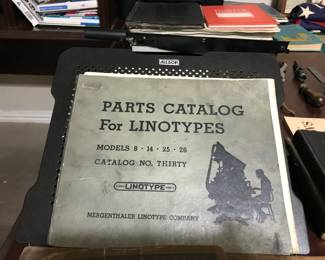 PARTS CATALOG
For LINOTYPES
MODELS 8 · 14 · 25 · 26
CATALOG NO. THIRTY
LINOTYPE
MERGENTHALER LINOTYPE COMPANY